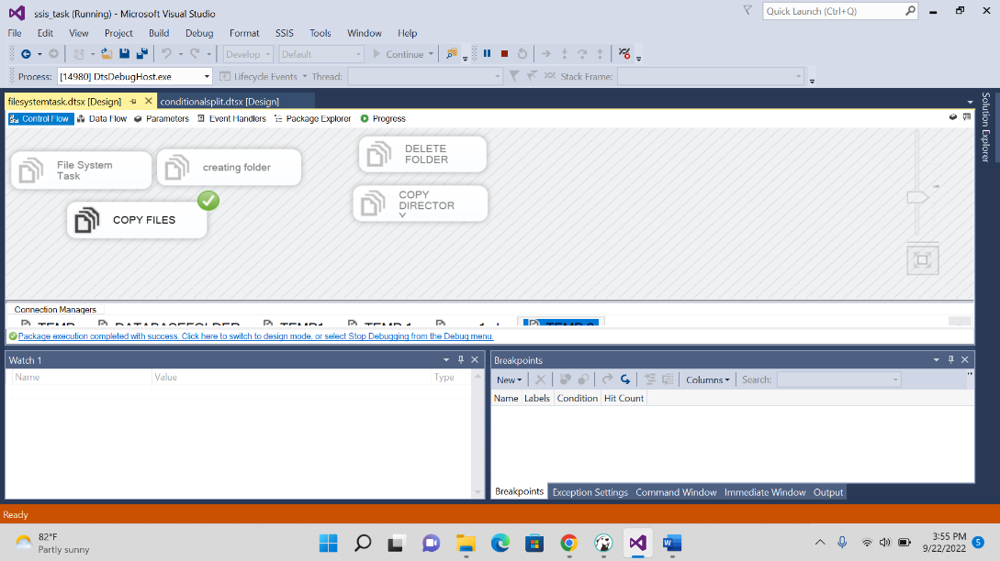 ssis_task (Running) - Microsoft Visual Studio
Quick Launch (Ctrl+Q)
File Edit View Project Build Debug Format SSIS Tools Window Help
Develop Default Continue
Process: [14980] DtsDebugHost.exe Lifecycle Events Thread: Stack Frame:
filesystemtask.dtsx [Design] conditionalsplit.dtsx [Design]
Control Flow Data Flow Parameters Event Handlers Package Explorer Progress
Solution Explorer
File System
Task
creating folder
DELETE
FOLDER
COPY FILES
COPY
DIRECTOR
Y
Connection Managers
TEMP DATABASEFOLDER TEMP1 TEMP 1
Package execution completed with success. Click here to switch to design mode, or select Stop Debugging from the Debug menu.
Watch 1
Name Value Type
Breakpoints
New Columns Search:
Name Labels Condition Hit Count
Breakpoints Exception Settings Command Window Immediate Window Output
Ready
82°F
Partly sunny
3:55 PM
9/22/2022
5